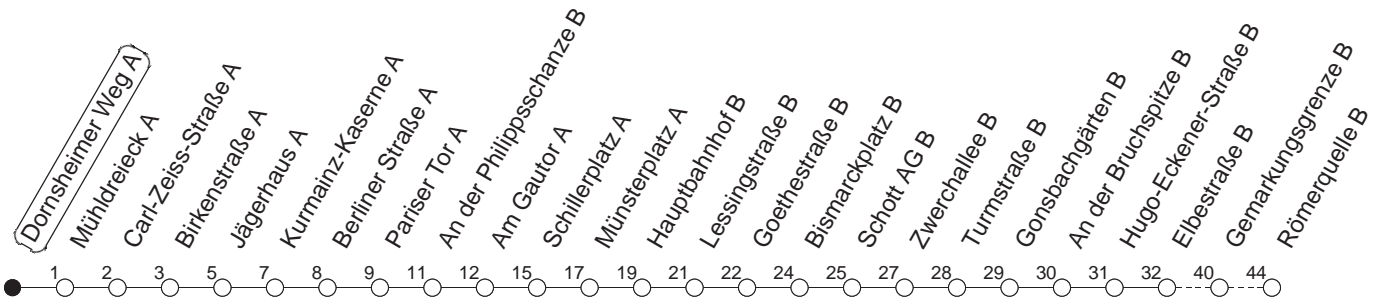 Dornsheimer Weg A
Mühldreieck A
Carl-Zeiss-Straße A
Birkenstraße A
Jägerhaus A
Kurmainz-Kaserne A
Berliner Straße A
Pariser Tor A
An der Philippsschanze B
Am Gautor A
Schillerplatz A
Münsterplatz A
Hauptbahnhof B
Lessingstraße B
Goethestraße B
Bismarckplatz B
Schott AG B
Zwerchallee B
Turmstraße B
Gonsbachgärten B
An der Bruchspitze B
Hugo-Eckener-Straße B
Elbestraße B
Gemarkungsgrenze B
Römerquelle B
1 2 3 5 7 8 9 11 12 15 17 19 21 22 24 25 27 28 29 30 31 32 40 44